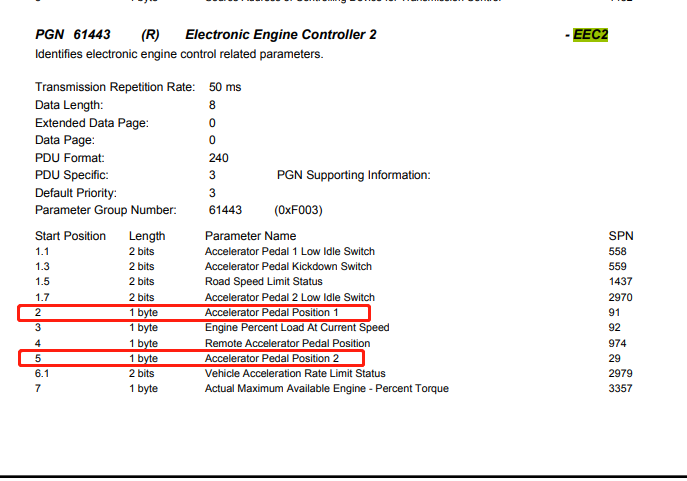 PGN 61443 (R) Electronic Engine Controller 2 - EEC2
Identifies electronic engine control related parameters.
Transmission Repetition Rate: 50 ms
Data Length: 8
Extended Data Page: 0
Data Page: 0
PDU Format: 240
PDU Specific: 3 PGN Supporting Information:
Default Priority: 3
Parameter Group Number: 61443 (0xF003)
Start Position Length Parameter Name SPN
1.1 2 bits Accelerator Pedal 1 Low Idle Switch 558
1.3 2 bits Accelerator Pedal Kickdown Switch 559
1.5 2 bits Road Speed Limit Status 1437
1.7 2 bits Accelerator Pedal 2 Low Idle Switch 2970
2 1 byte Accelerator Pedal Position 1 91
3 1 byte Engine Percent Load At Current Speed 92
4 1 byte Remote Accelerator Pedal Position 974
5 1 byte Accelerator Pedal Position 2 29
6.1 2 bits Vehicle Acceleration Rate Limit Status 2979
7 1 byte Actual Maximum Available Engine - Percent Torque 3357